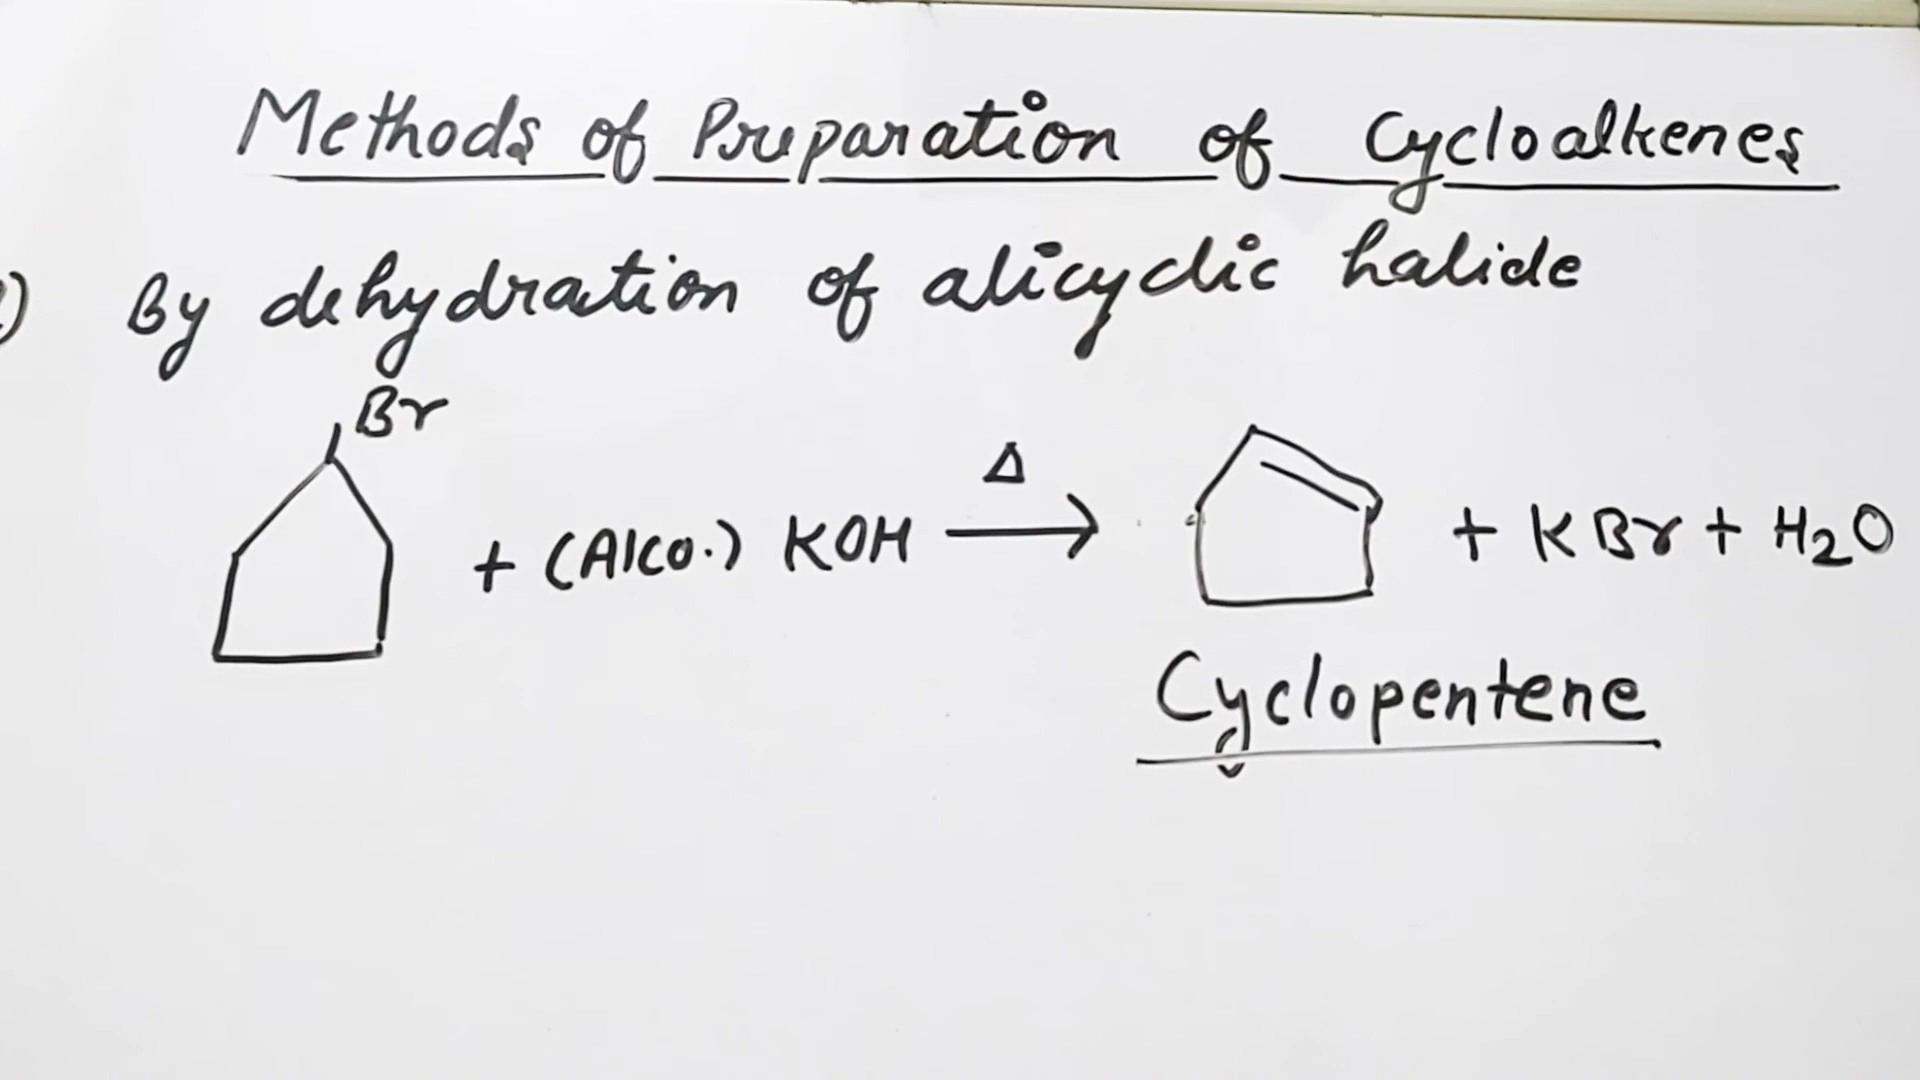 Methods of Preparation of Cycloalkenes
By dehydration of alicyclic halide
Br
+ (Alco.) KOH Δ → + KBr + H2O
Cyclopentene